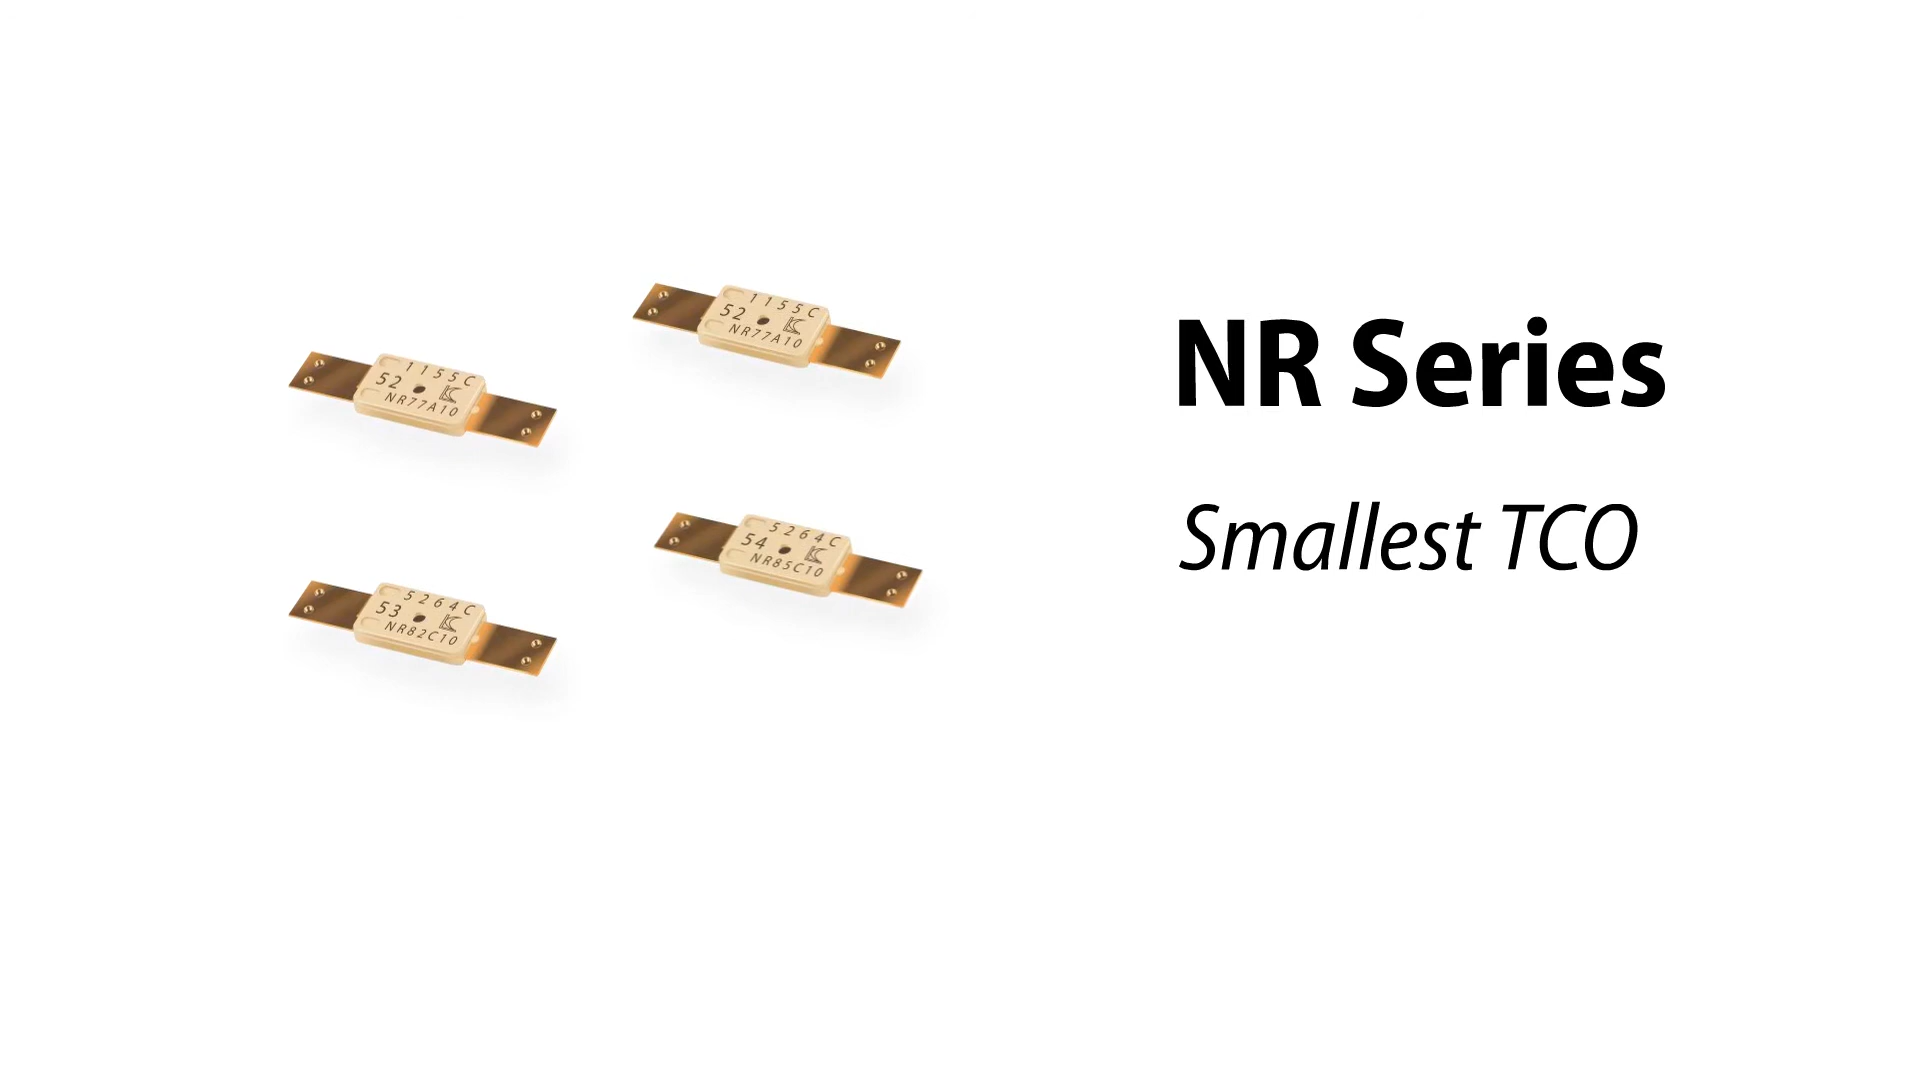 1155C
52
NR77A10
1155C
52
NR77A10
5264C
53
NR82C10
5264C
54
NR85C10
NR Series
Smallest TCO